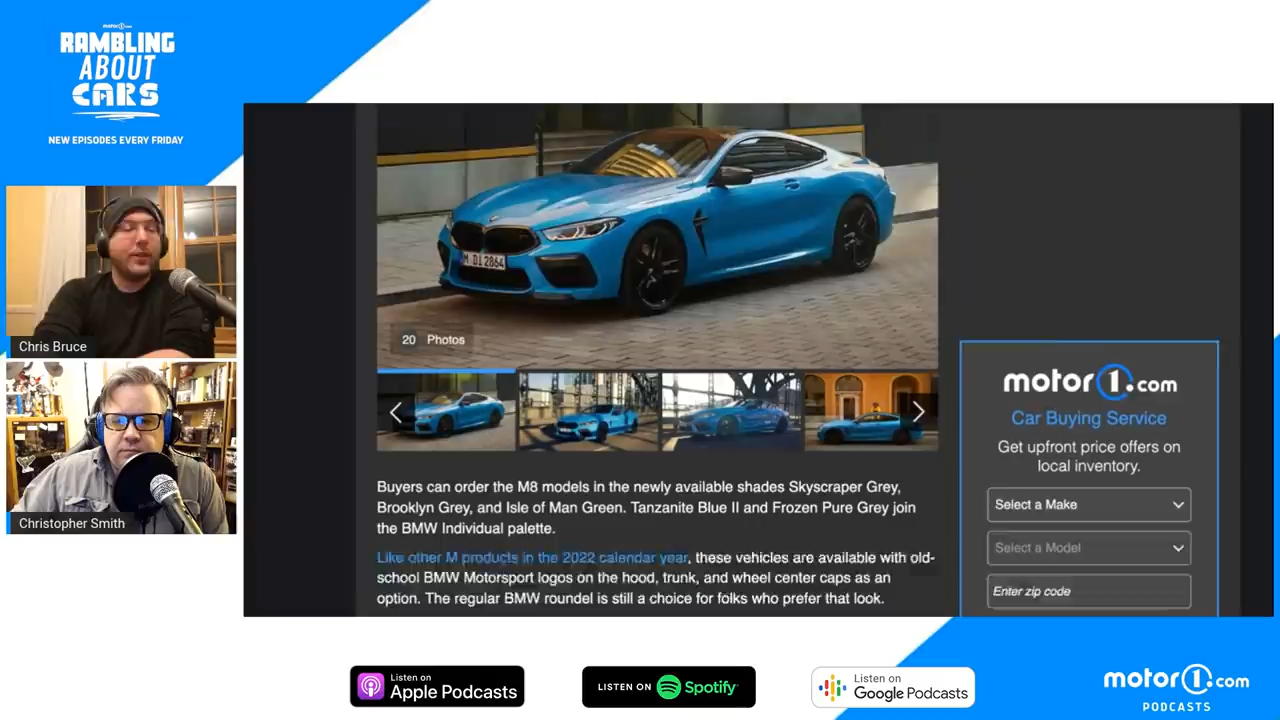 motor1.com
RAMBLING
ABOUT
CARS
NEW EPISODES EVERY FRIDAY
Chris Bruce
Christopher Smith
M DI 2864
20 Photos
Buyers can order the M8 models in the newly available shades Skyscraper Grey,
Brooklyn Grey, and Isle of Man Green. Tanzanite Blue II and Frozen Pure Grey join
the BMW Individual palette.
Like other M products in the 2022 calendar year, these vehicles are available with old-
school BMW Motorsport logos on the hood, trunk, and wheel center caps as an
option. The regular BMW roundel is still a choice for folks who prefer that look.
motor1.com
Car Buying Service
Get upfront price offers on
local inventory.
Select a Make
Select a Model
Enter zip code
Listen on
Apple Podcasts
LISTEN ON Spotify
Listen on
Google Podcasts
motor1.com
PODCASTS